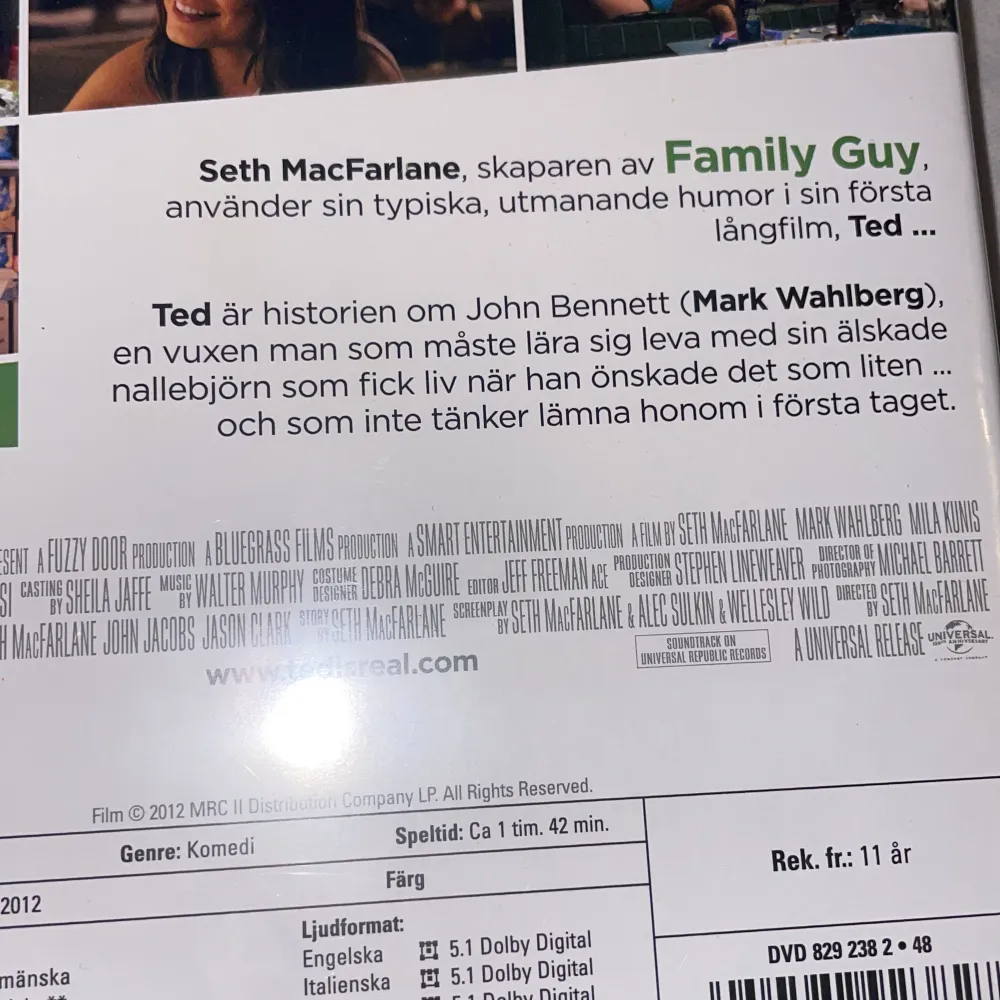 Seth MacFarlane, skaparen av Family Guy,
använder sin typiska, utmanande humor i sin första
långfilm, Ted ...
Ted är historien om John Bennett (Mark Wahlberg),
en vuxen man som måste lära sig leva med sin älskade
nallebjörn som fick liv när han önskade det som liten ...
och som inte tänker lämna honom i första taget.
A FUZZY DOOR PRODUCTION A BLUEGRASS FILMS PRODUCTION A SMART ENTERTAINMENT PRODUCTION A FILM BY SETH MACFARLANE MARK WAHLBERG MILA KUNIS
CASTING BY SHEILA JAFFE MUSIC BY WALTER MURPHY COSTUME DESIGNER DEBRA McGUIRE EDITOR JEFF FREEMAN ACE PRODUCTION DESIGNER STEPHEN LINEWEAVER DIRECTOR OF PHOTOGRAPHY MICHAEL BARRETT
MACFARLANE JOHN JACOBS JASON CLARK STORY BY SETH MACFARLANE SCREENPLAY BY SETH MACFARLANE & ALEC SULKIN & WELLESLEY WILD DIRECTED BY SETH MACFARLANE
SOUNDTRACK ON
UNIVERSAL REPUBLIC RECORDS
A UNIVERSAL RELEASE UNIVERSAL
www.tedisreal.com
Film © 2012 MRC II Distribution Company LP. All Rights Reserved.
Genre: Komedi Speltid: Ca 1 tim. 42 min.
Rek. fr.: 11 år
2012 Färg
Ljudformat:
Engelska 5.1 Dolby Digital
Italienska 5.1 Dolby Digital
5.1 Dolby Digital
DVD 829 238 2 • 48